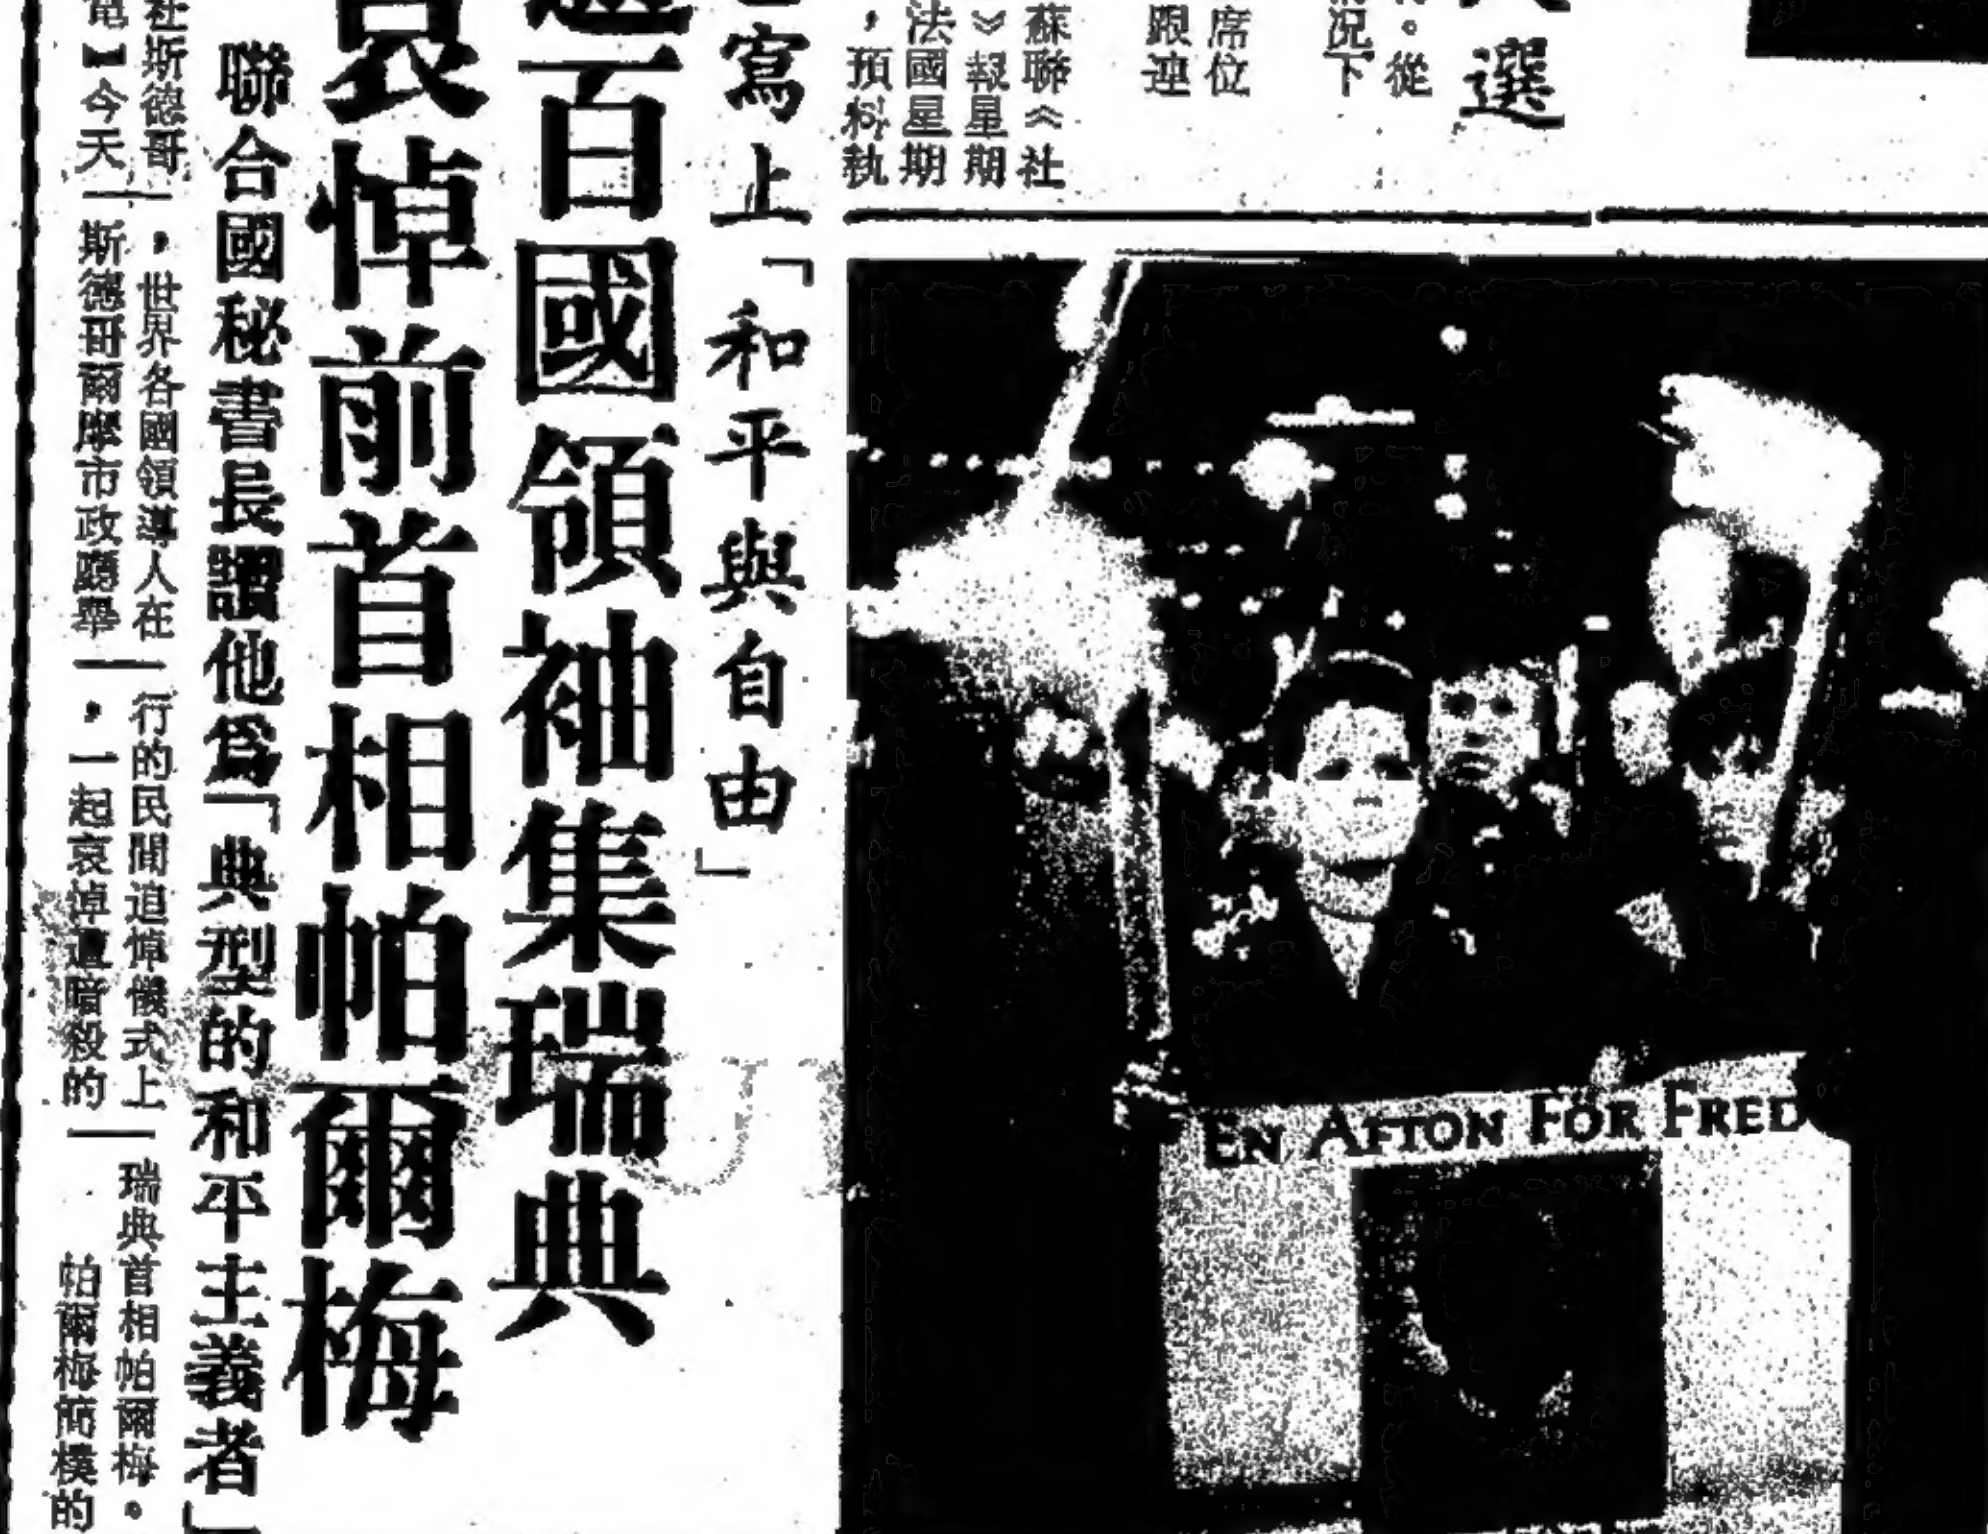 選
。從
況下
席位
跟連
蘇聯《社
》報星期
法國星期
，預料執
寫上「和平與自由」
百國領袖集瑞典
哀悼前首相帕爾梅
聯合國秘書長讚他爲「典型的和平主義者」
社斯德哥
電】今天
，世界各國領導人在
斯德哥爾摩市政廳舉
行的民間追悼儀式上
，一起哀悼遭暗殺的
瑞典首相帕爾梅。
帕爾梅簡樸的
EN AFTON FÖR FRED